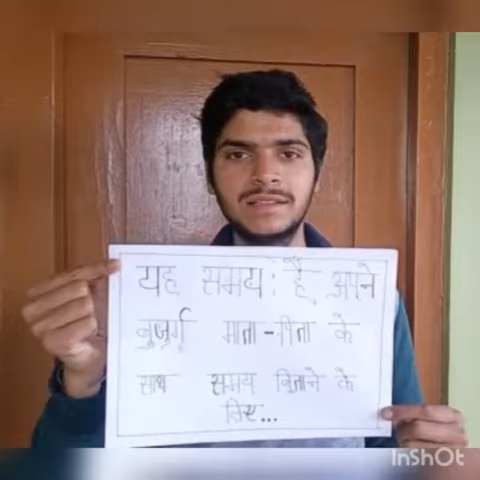 यह समय: है, अपने
बुजुर्ग माता-पिता के
साथ समय बिताने के
लिए...
InShOt